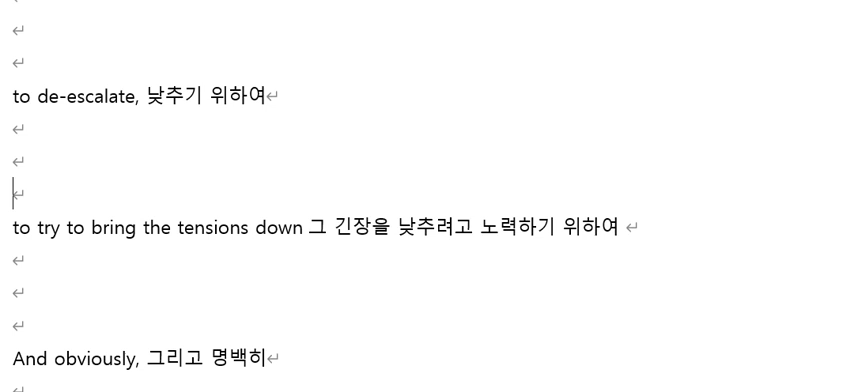 to de-escalate, 낮추기 위하여
to try to bring the tensions down 그 긴장을 낮추려고 노력하기 위하여
And obviously, 그리고 명백히